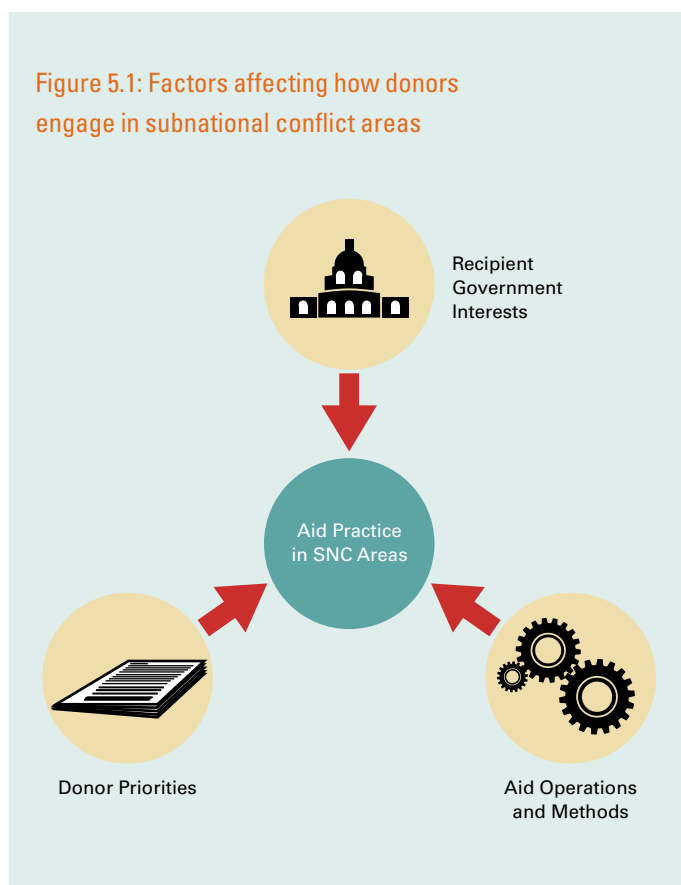 Figure 5.1: Factors affecting how donors
engage in subnational conflict areas
Recipient
Government
Interests
Aid Practice
in SNC Areas
Donor Priorities
Aid Operations
and Methods